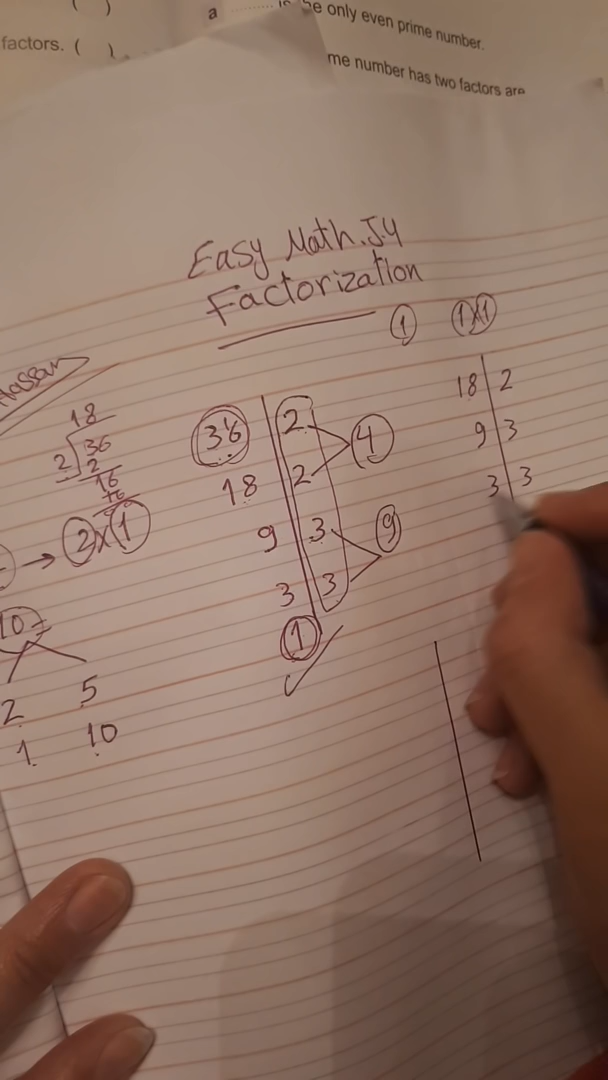 a ........... is the only even prime number.
factors. ( )
me number has two factors are
Easy Math.J.4
Factorization
1 1x1
Hassan
18
2 36
2
16
16
→ 2x1
10
2 5
1 10
36 2
18 2 4
9 3
3 3 9
1
18 2
9 3
3 3